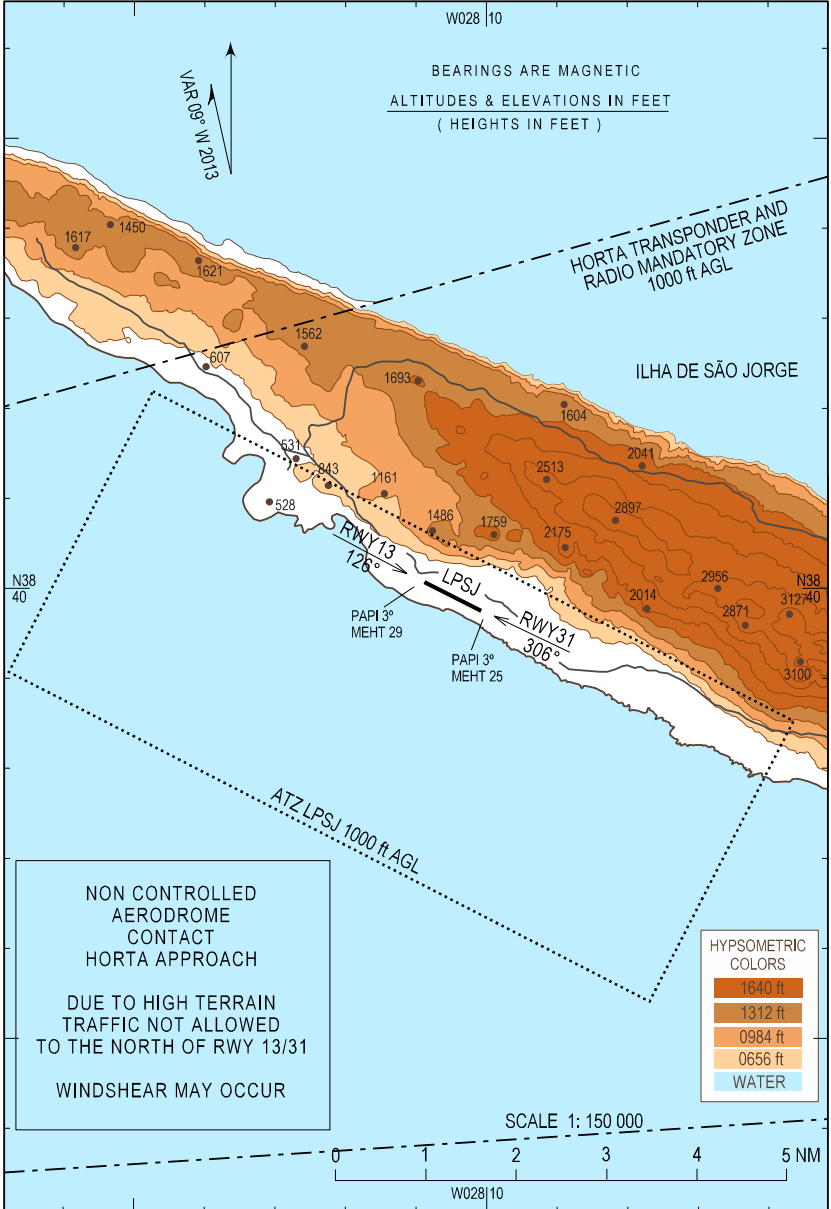 W028 10
BEARINGS ARE MAGNETIC
ALTITUDES & ELEVATIONS IN FEET
( HEIGHTS IN FEET )
VAR 09° W 2013
HORTA TRANSPONDER AND
RADIO MANDATORY ZONE
1000 ft AGL
1450
1617
1621
1562
607
1693
ILHA DE SÃO JORGE
1604
531
843
1161
2513
2041
528
1486
1759
2897
2175
RWY13
126°
LPSJ
N38
40
N38
40
2956
3127
2014
2871
PAPI 3º
MEHT 29
RWY31
306°
PAPI 3º
MEHT 25
3100
ATZ LPSJ 1000 ft AGL
NON CONTROLLED
AERODROME
CONTACT
HORTA APPROACH
DUE TO HIGH TERRAIN
TRAFFIC NOT ALLOWED
TO THE NORTH OF RWY 13/31
WINDSHEAR MAY OCCUR
HYPSOMETRIC
COLORS
1640 ft
1312 ft
0984 ft
0656 ft
WATER
SCALE 1: 150 000
0 1 2 3 4 5 NM
W028 10